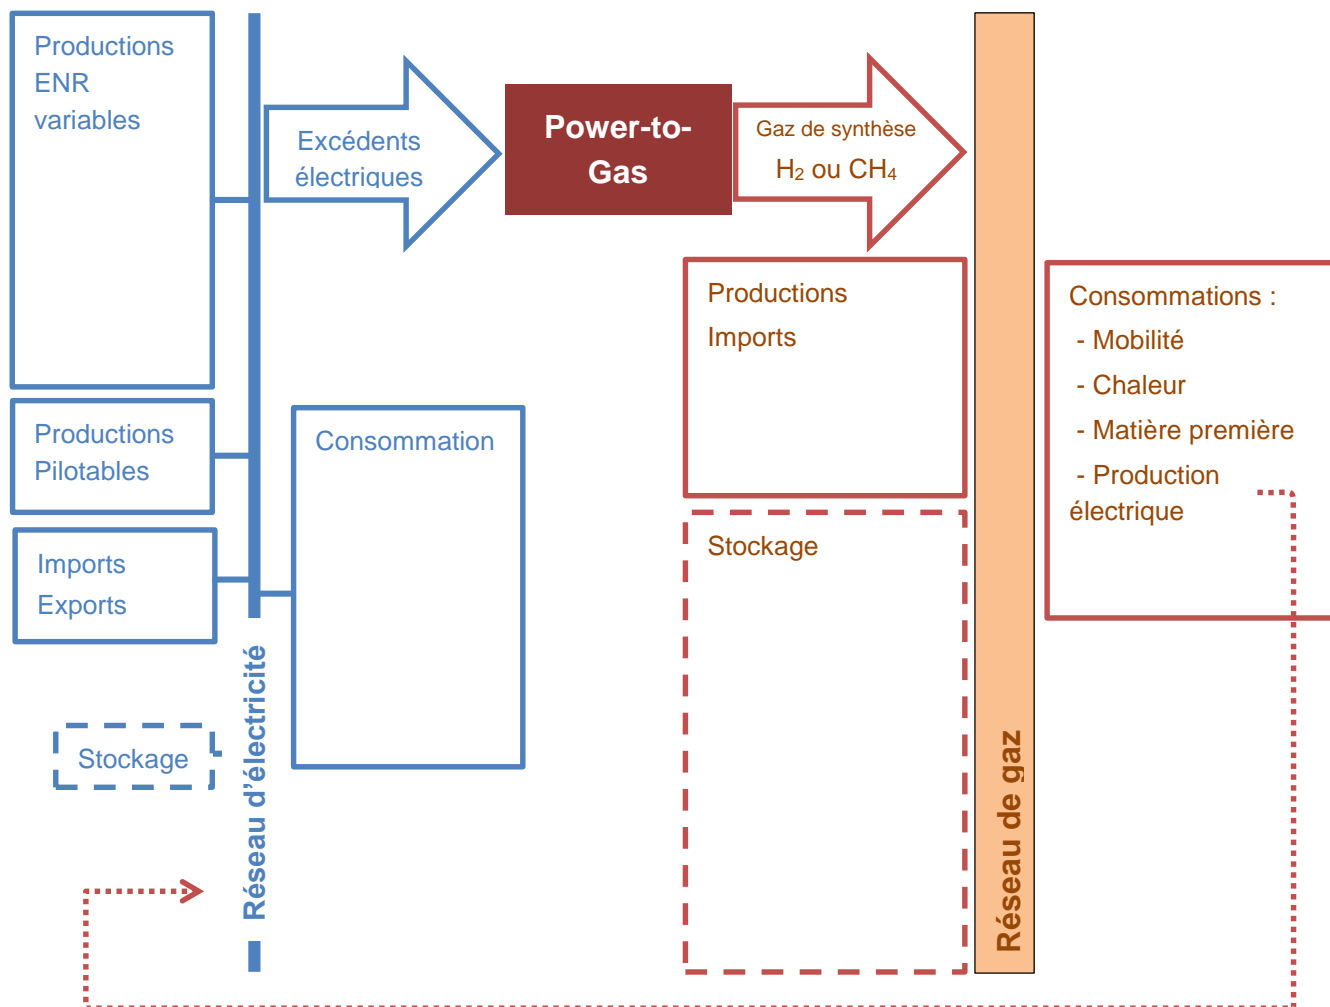 Productions
ENR
variables
Excédents
électriques
Power-to-
Gas
Gaz de synthèse
H₂ ou CH₄
Productions
Imports
Consommations :
- Mobilité
- Chaleur
- Matière première
- Production
électrique
Productions
Pilotables
Consommation
Imports
Exports
Stockage
Stockage
Réseau d'électricité
Réseau de gaz